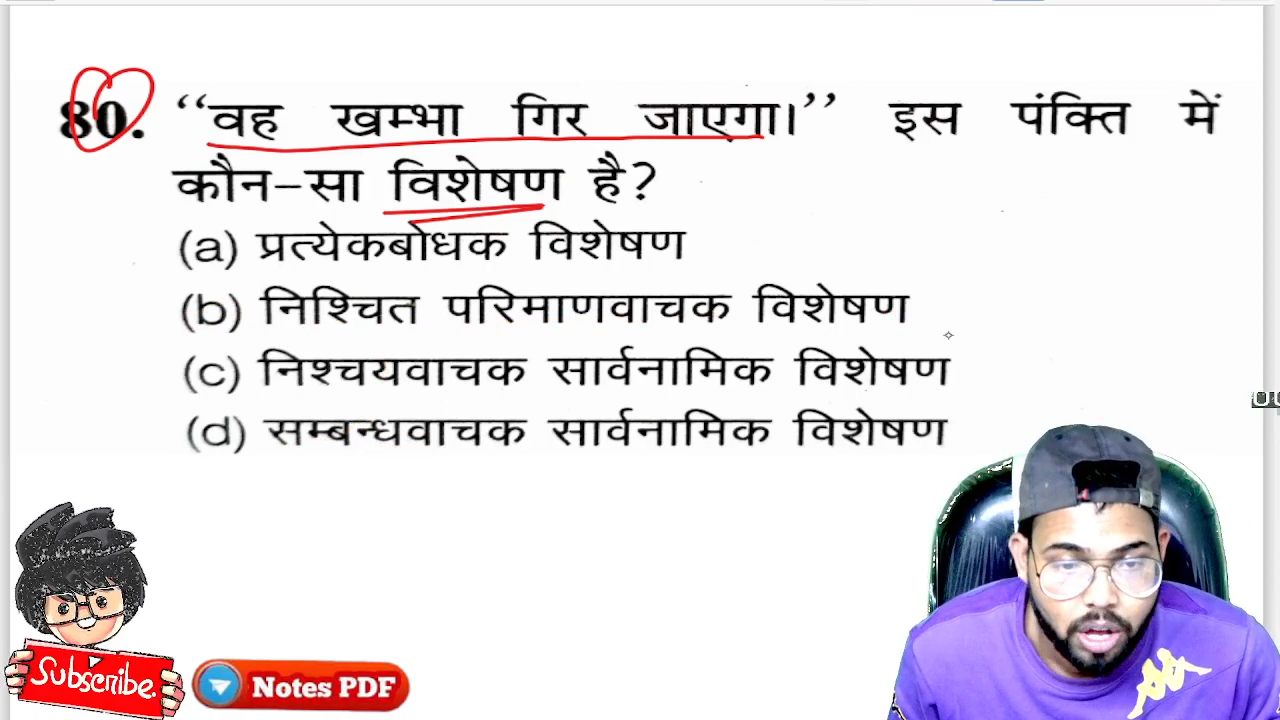 80. ‘‘वह खम्भा गिर जाएगा।’’ इस पंक्ति में
कौन-सा विशेषण है?
(a) प्रत्येकबोधक विशेषण
(b) निश्चित परिमाणवाचक विशेषण
(c) निश्चयवाचक सार्वनामिक विशेषण
(d) सम्बन्धवाचक सार्वनामिक विशेषण
Subscribe.
Notes PDF